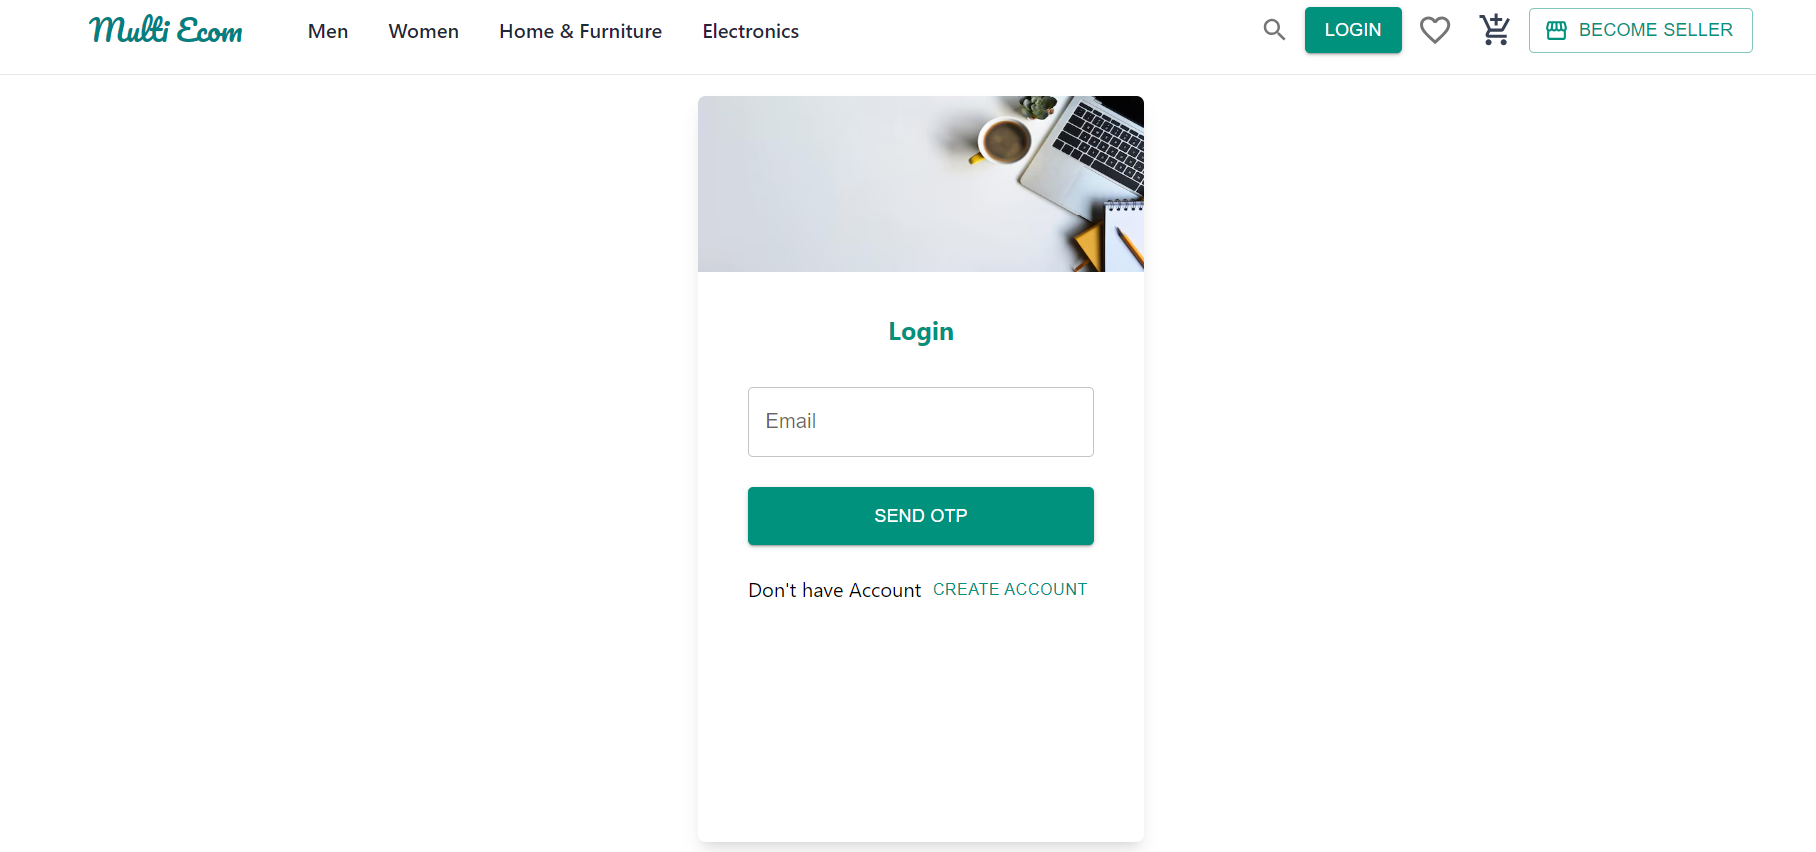 Multi Ecom Men Women Home & Furniture Electronics LOGIN BECOME SELLER
Login
Email
SEND OTP
Don't have Account CREATE ACCOUNT